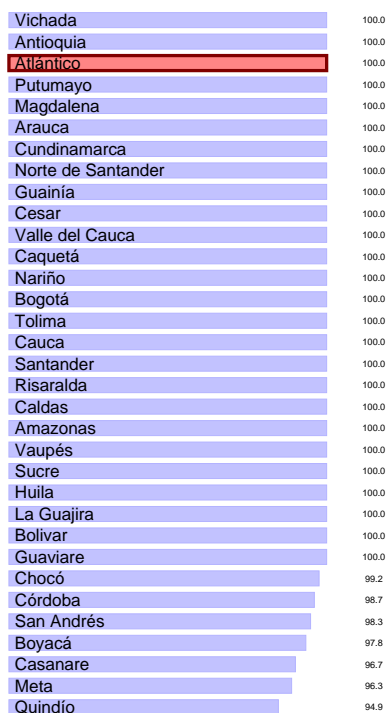 Vichada 100.0
Antioquia 100.0
Atlántico 100.0
Putumayo 100.0
Magdalena 100.0
Arauca 100.0
Cundinamarca 100.0
Norte de Santander 100.0
Guainía 100.0
Cesar 100.0
Valle del Cauca 100.0
Caquetá 100.0
Nariño 100.0
Bogotá 100.0
Tolima 100.0
Cauca 100.0
Santander 100.0
Risaralda 100.0
Caldas 100.0
Amazonas 100.0
Vaupés 100.0
Sucre 100.0
Huila 100.0
La Guajira 100.0
Bolivar 100.0
Guaviare 100.0
Chocó 99.2
Córdoba 98.7
San Andrés 98.3
Boyacá 97.8
Casanare 96.7
Meta 96.3
Quindío 94.9